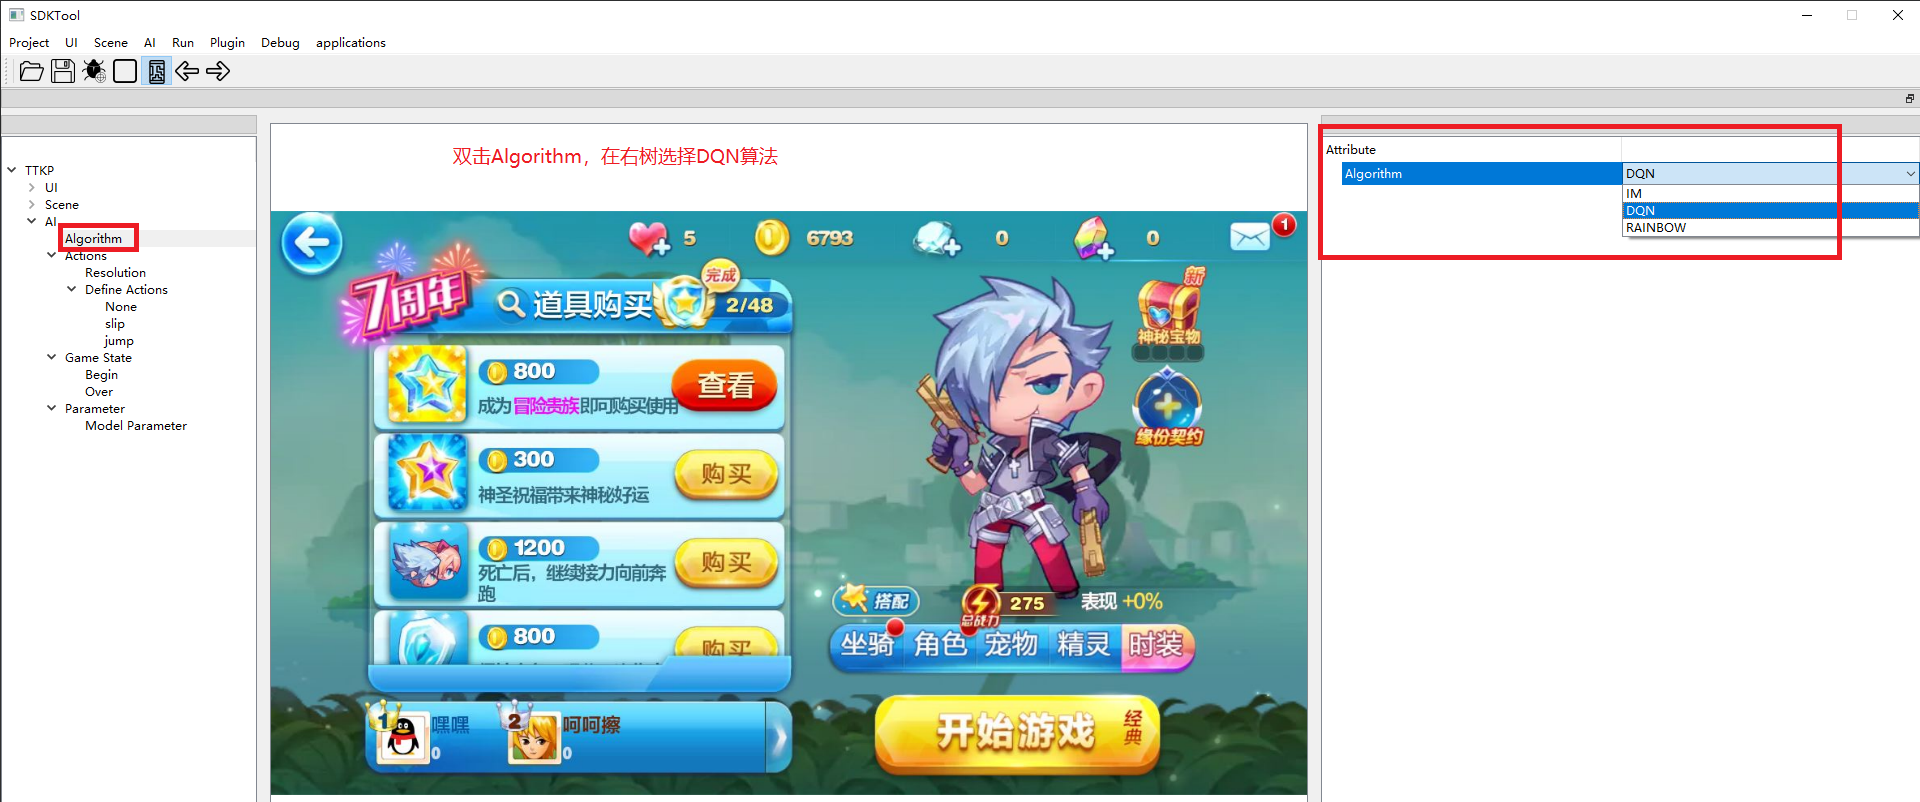 SDKTool
Project UI Scene AI Run Plugin Debug applications
TTKP
UI
Scene
AI
Algorithm
Actions
Resolution
Define Actions
None
slip
jump
Game State
Begin
Over
Parameter
Model Parameter
双击Algorithm，在右树选择DQN算法
5
6793
0
0
1
7周年
道具购买
完成
2/48
800
成为冒险贵族即可购买使用
查看
300
神圣祝福带来神秘好运
购买
1200
死亡后，继续接力向前奔
跑
购买
800
购买
1
嘿嘿
0
2
呵呵擦
0
新
神秘宝物
缘份契约
搭配
总战力
275
表现 +0%
坐骑 角色 宠物 精灵 时装
开始游戏
经典
Attribute
Algorithm
DQN
IM
DQN
RAINBOW